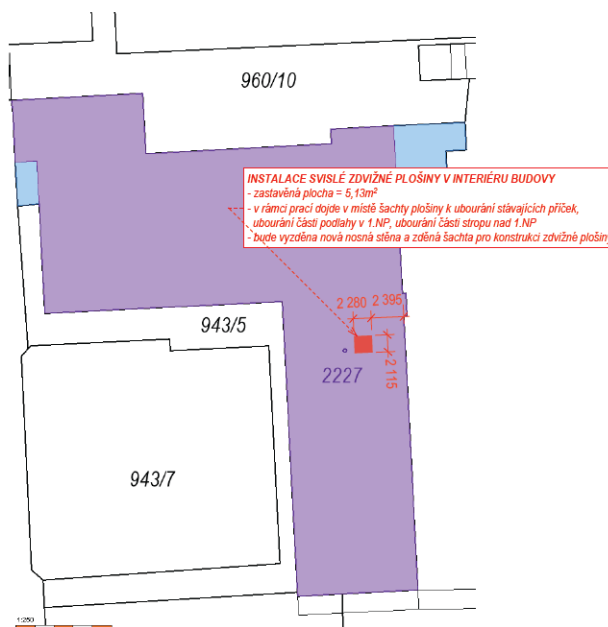 960/10
INSTALACE SVISLÉ ZDVIŽNÉ PLOŠINY V INTERIÉRU BUDOVY
- zastavěná plocha = 5,13m²
- v rámci prací dojde v místě šachty plošiny k ubourání stávajících příček,
ubourání části podlahy v 1.NP, ubourání části stropu nad 1.NP
- bude vyzděna nová nosná stěna a zděná šachta pro konstrukci zdvižné plošiny
2 280 2 395
943/5
2 115
2227
943/7
1:250